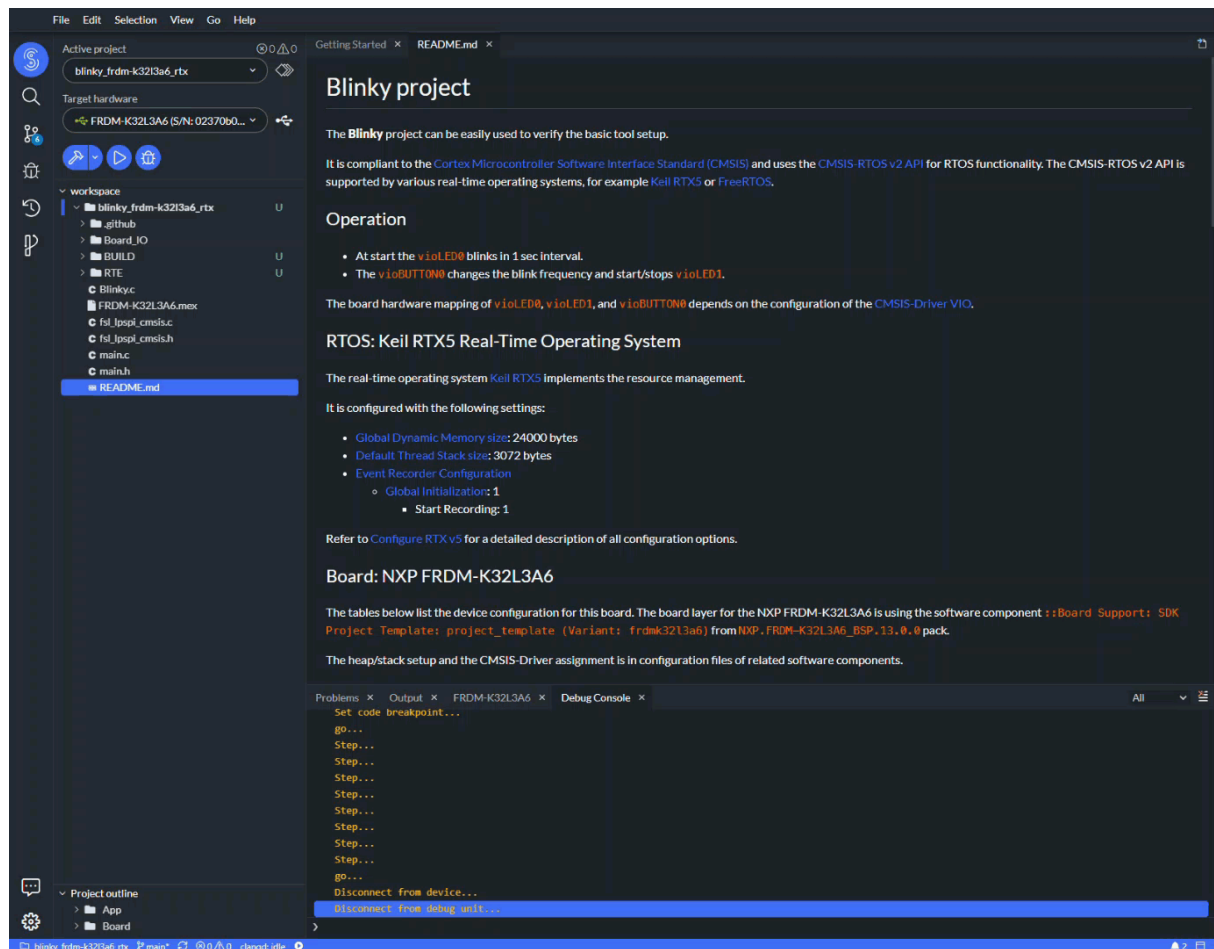 File Edit Selection View Go Help
Active project 0 0
blinky_frdm-k32l3a6_rtx
Target hardware
FRDM-K32L3A6 (S/N: 02370b0...
workspace
blinky_frdm-k32l3a6_rtx U
.github
Board_IO
BUILD U
RTE U
Blinky.c
FRDM-K32L3A6.mex
fsl_lpspi_cmsis.c
fsl_lpspi_cmsis.h
main.c
main.h
README.md
Project outline
App
Board
Getting Started README.md
Blinky project
The Blinky project can be easily used to verify the basic tool setup.
It is compliant to the Cortex Microcontroller Software Interface Standard (CMSIS) and uses the CMSIS-RTOS v2 API for RTOS functionality. The CMSIS-RTOS v2 API is
supported by various real-time operating systems, for example Keil RTX5 or FreeRTOS.
Operation
• At start the vioLED0 blinks in 1 sec interval.
• The vioBUTTON0 changes the blink frequency and start/stops vioLED1.
The board hardware mapping of vioLED0, vioLED1, and vioBUTTON0 depends on the configuration of the CMSIS-Driver VIO.
RTOS: Keil RTX5 Real-Time Operating System
The real-time operating system Keil RTX5 implements the resource management.
It is configured with the following settings:
• Global Dynamic Memory size: 24000 bytes
• Default Thread Stack size: 3072 bytes
• Event Recorder Configuration
◦ Global Initialization: 1
▪ Start Recording: 1
Refer to Configure RTX v5 for a detailed description of all configuration options.
Board: NXP FRDM-K32L3A6
The tables below list the device configuration for this board. The board layer for the NXP FRDM-K32L3A6 is using the software component ::Board Support: SDK
Project Template: project_template (Variant: frdmk32l3a6) from NXP.FRDM-K32L3A6_BSP.13.0.0 pack.
The heap/stack setup and the CMSIS-Driver assignment is in configuration files of related software components.
Problems Output FRDM-K32L3A6 Debug Console All
Set code breakpoint...
go...
Step...
Step...
Step...
Step...
Step...
Step...
Step...
Step...
go...
Disconnect from device...
Disconnect from debug unit...
blinky_frdm-k32l3a6_rtx main* 0 0 clangd: idle 2